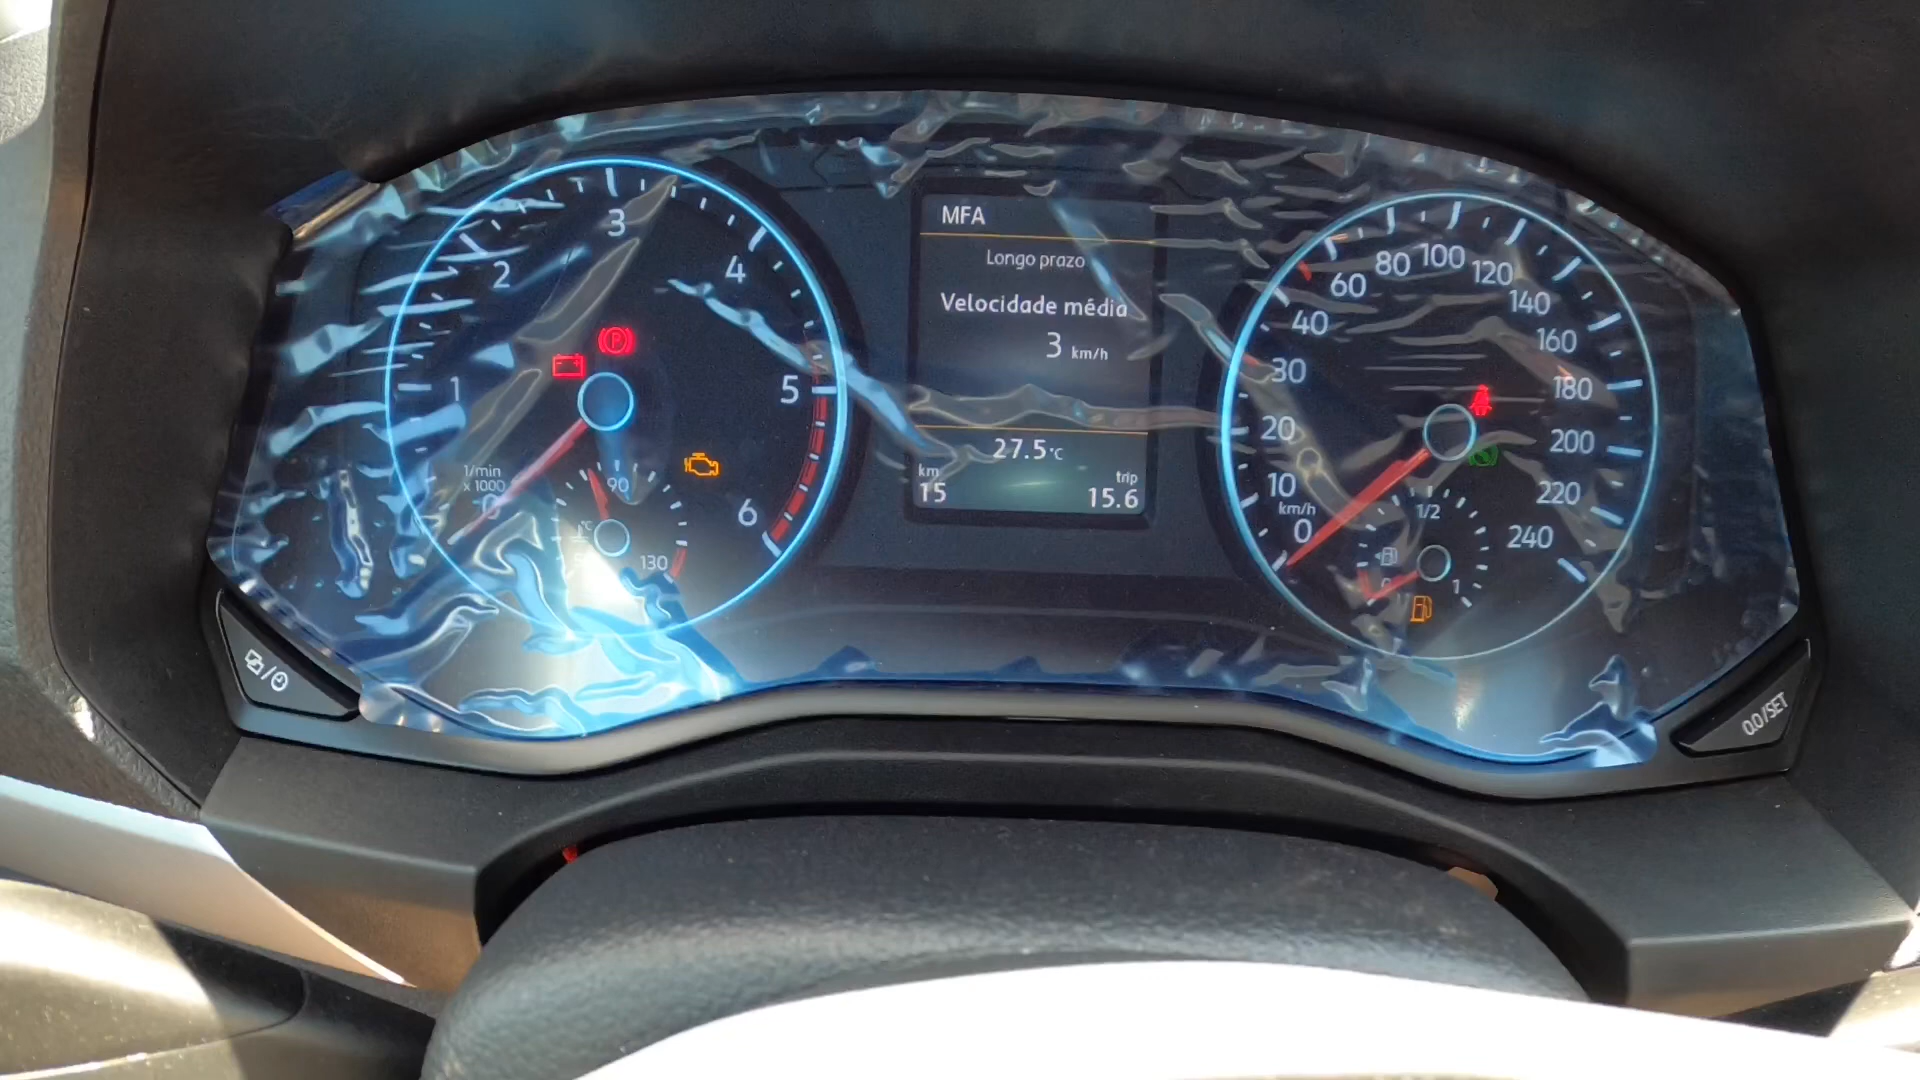 MFA
Longo prazo
Velocidade média
3 km/h
27.5°C
km
15
trip
15.6
0
1
2
3
4
5
6
1/min
x 1000
90
130
°C
0
10
20
30
40
60
80
100
120
140
160
180
200
220
240
km/h
0
1/2
1
0.0/SET